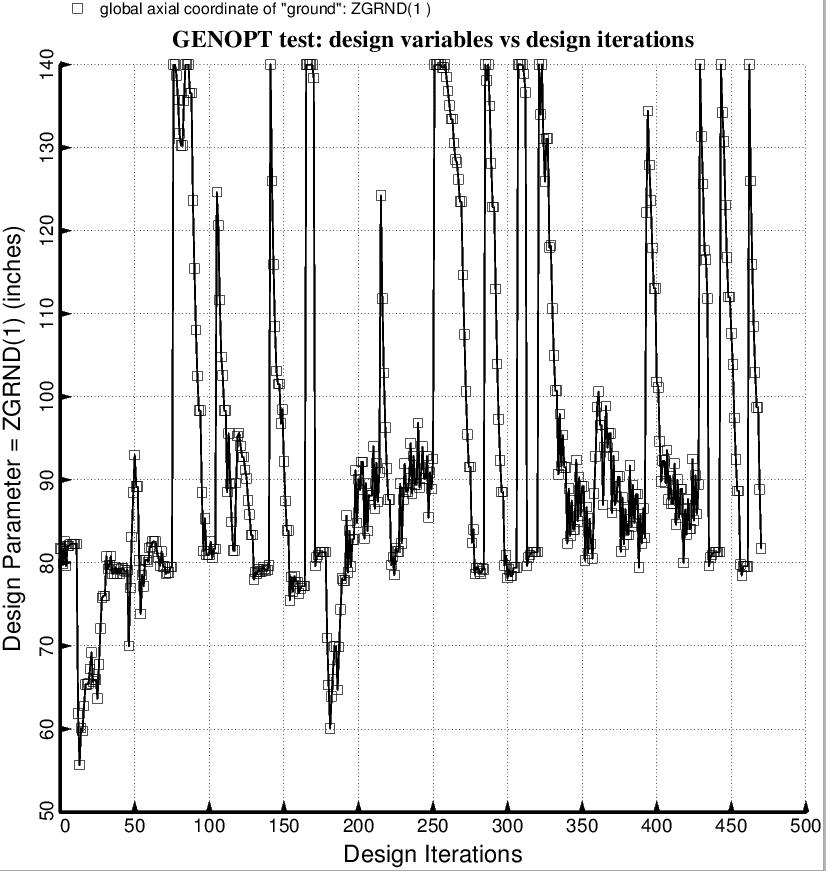 global axial coordinate of "ground": ZGRND(1 )
GENOPT test: design variables vs design iterations
140
130
120
110
100
90
80
70
60
50
Design Parameter = ZGRND(1) (inches)
0 50 100 150 200 250 300 350 400 450 500
Design Iterations